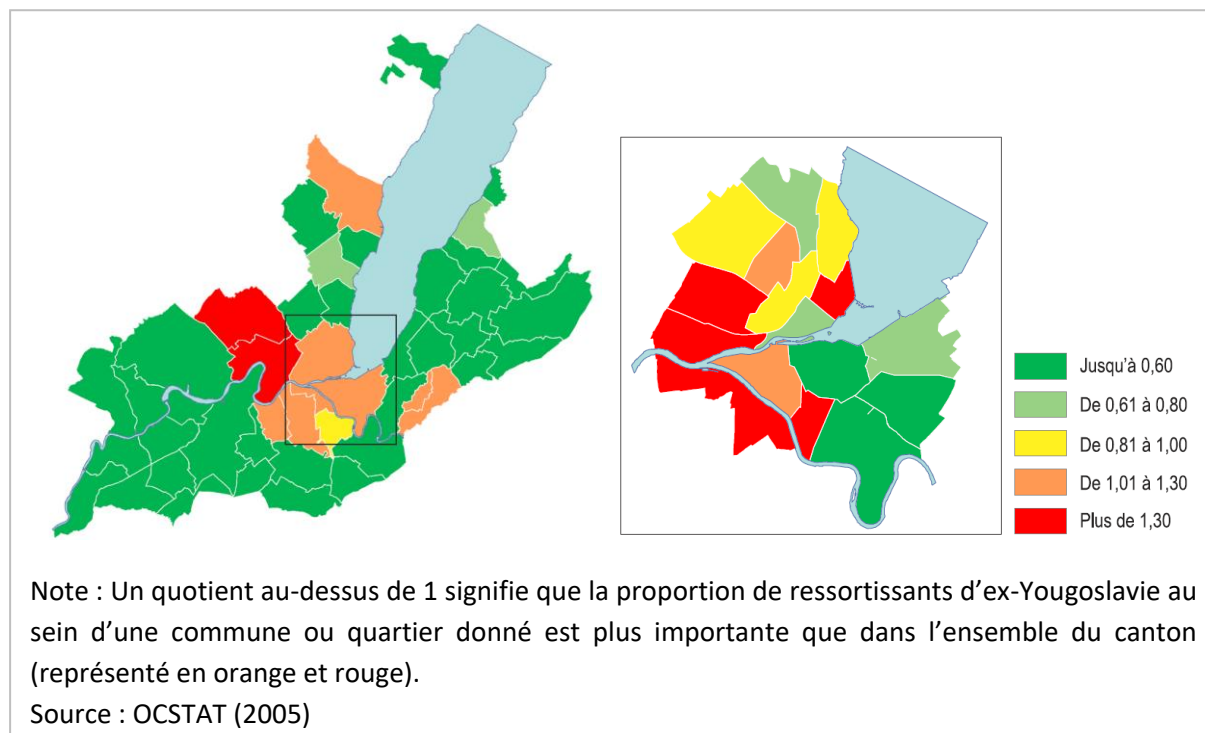 Jusqu'à 0,60
De 0,61 à 0,80
De 0,81 à 1,00
De 1,01 à 1,30
Plus de 1,30
Note : Un quotient au-dessus de 1 signifie que la proportion de ressortissants d’ex-Yougoslavie au
sein d’une commune ou quartier donné est plus importante que dans l’ensemble du canton
(représenté en orange et rouge).
Source : OCSTAT (2005)